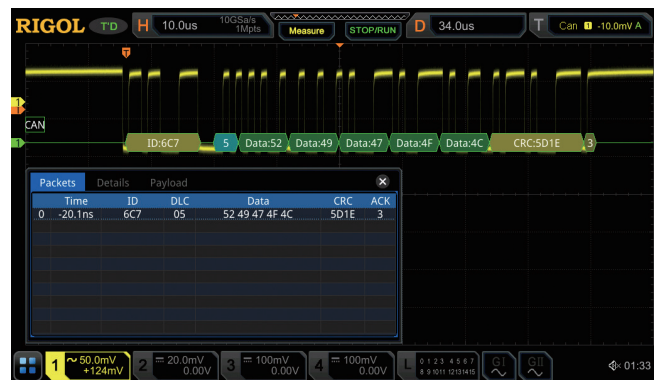 RIGOL T'D H 10.0us 10GSa/s 1Mpts Measure STOP/RUN D 34.0us T Can 1 -10.0mV A
T
1
CAN
1 ID:6C7 5 Data:52 Data:49 Data:47 Data:4F Data:4C CRC:5D1E 3
Packets Details Payload
Time ID DLC Data CRC ACK
0 -20.1ns 6C7 05 52 49 47 4F 4C 5D1E 3
1 50.0mV +124mV 2 20.0mV 0.00V 3 100mV 0.00V 4 100mV 0.00V L 0 1 2 3 4 5 6 7 8 9 10 11 12 13 14 15 GI GII 01:33